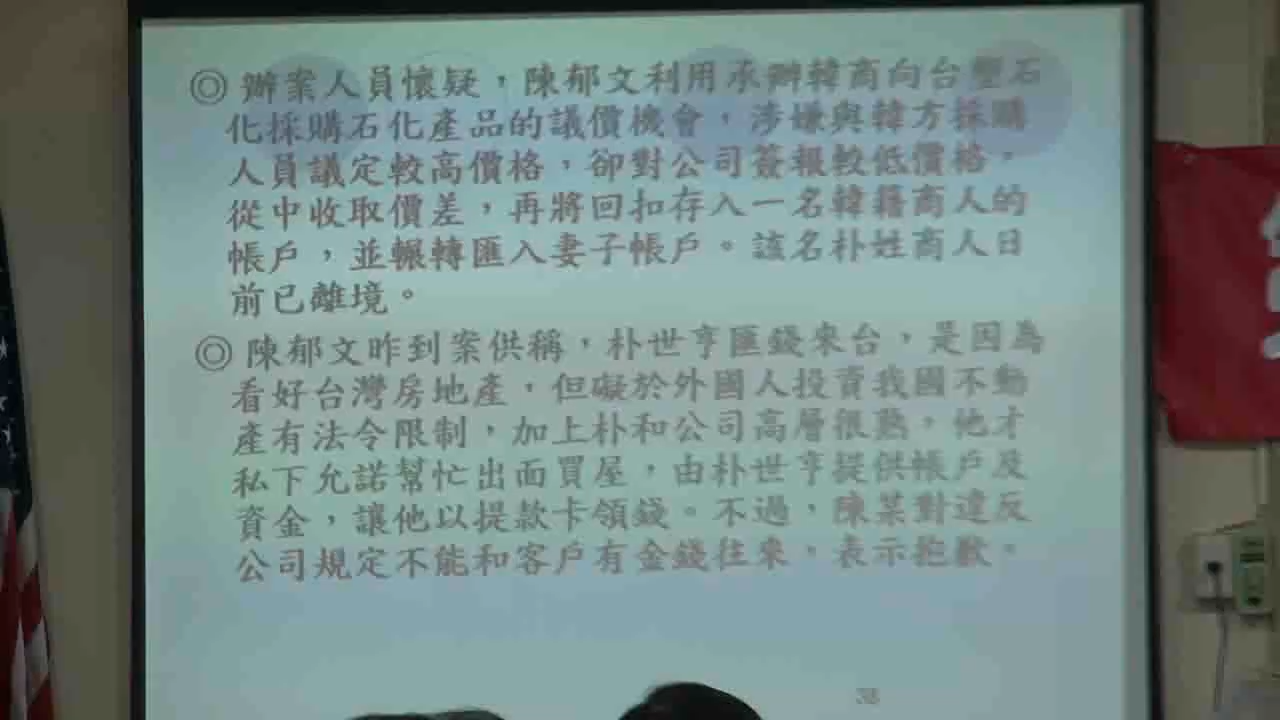 ◎ 辦案人員懷疑，陳郁文利用承辦韓商向台塑石
化採購石化產品的議價機會，涉嫌與韓方採購
人員議定較高價格，卻對公司簽報較低價格，
從中收取價差，再將回扣存入一名韓籍商人的
帳戶，並輾轉匯入妻子帳戶。該名朴姓商人日
前已離境。
◎ 陳郁文昨到案供稱，朴世亨匯錢來台，是因為
看好台灣房地產，但礙於外國人投資我國不動
產有法令限制，加上朴和公司高層很熟，他才
私下允諾幫忙出面買屋，由朴世亨提供帳戶及
資金，讓他以提款卡領錢。不過，陳某對違反
公司規定不能和客戶有金錢往來，表示抱歉。